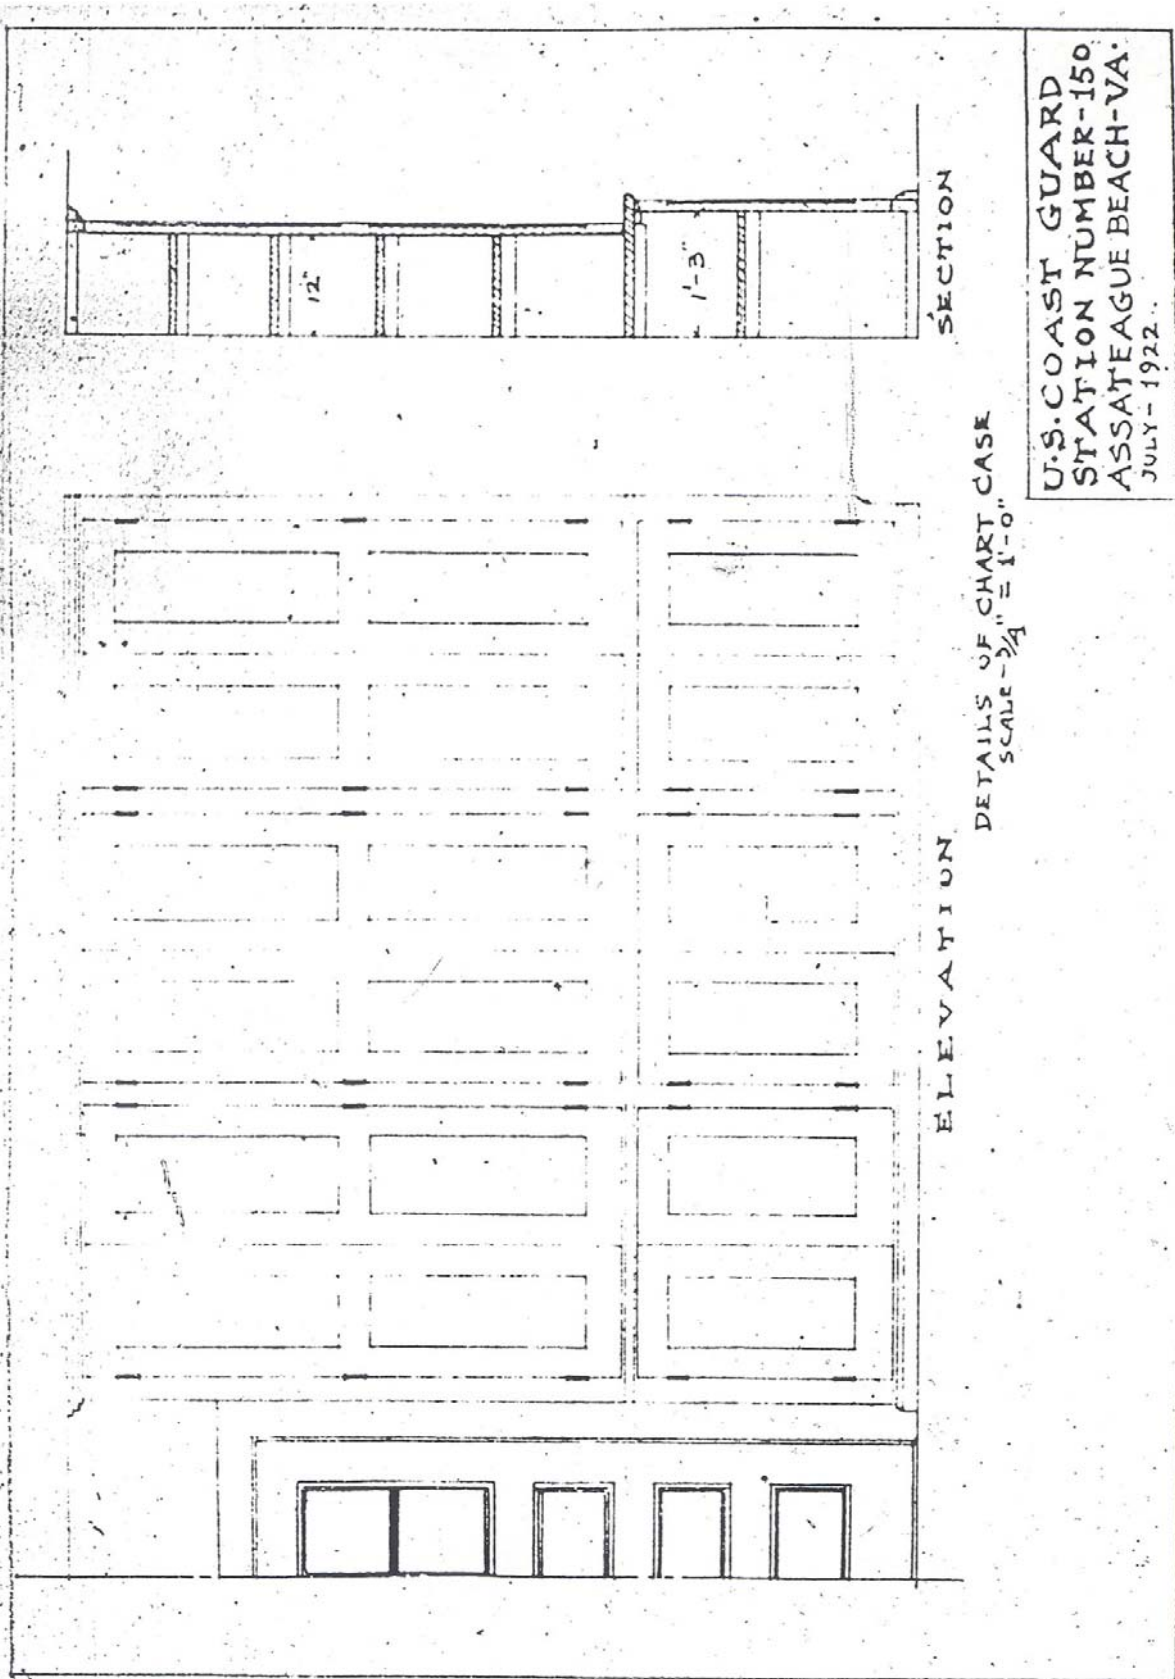 U.S. COAST GUARD
STATION NUMBER-150
ASSATEAGUE BEACH-VA.
JULY-1922..
SECTION
12"
1'-3"
ELEVATION
DETAILS OF CHART CASE
SCALE-3/4" = 1'-0"